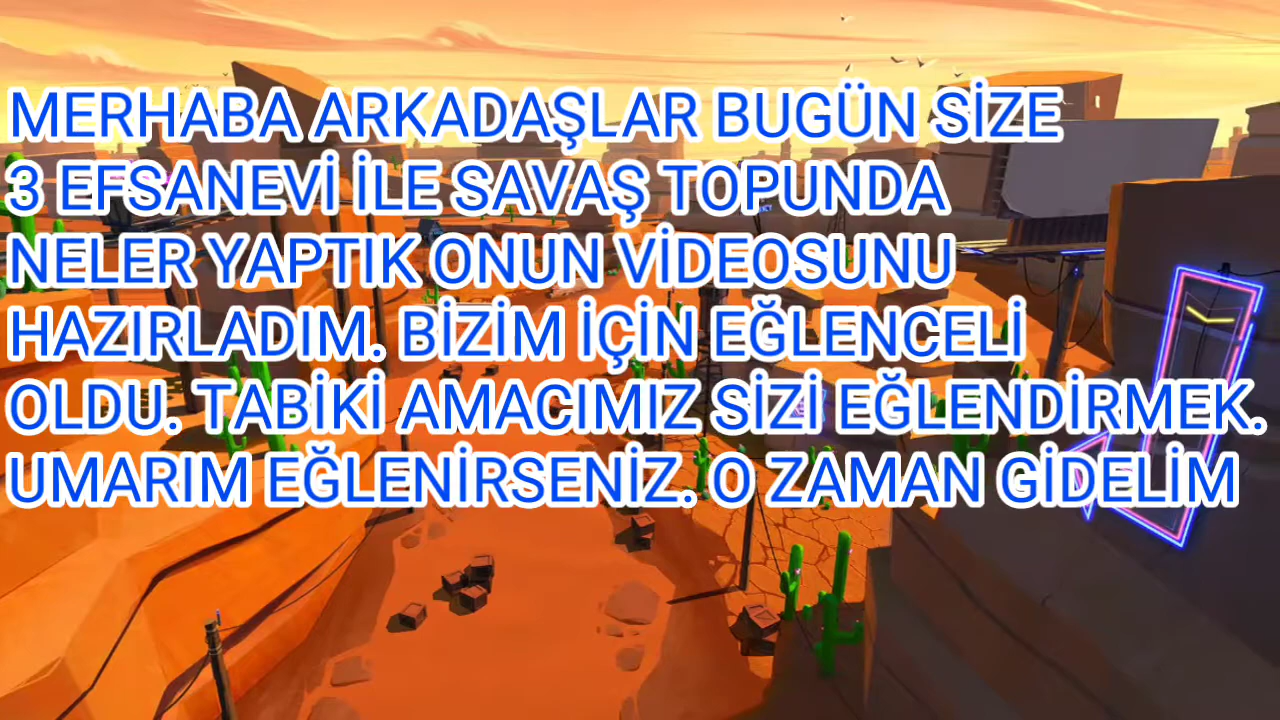 MERHABA ARKADAŞLAR BUGÜN SİZE
3 EFSANEVİ İLE SAVAŞ TOPUNDA
NELER YAPTIK ONUN VİDEOSUNU
HAZIRLADIM. BİZİM İÇİN EĞLENCELİ
OLDU. TABİKİ AMACIMIZ SİZİ EĞLENDİRMEK.
UMARIM EĞLENİRSENİZ. O ZAMAN GİDELİM